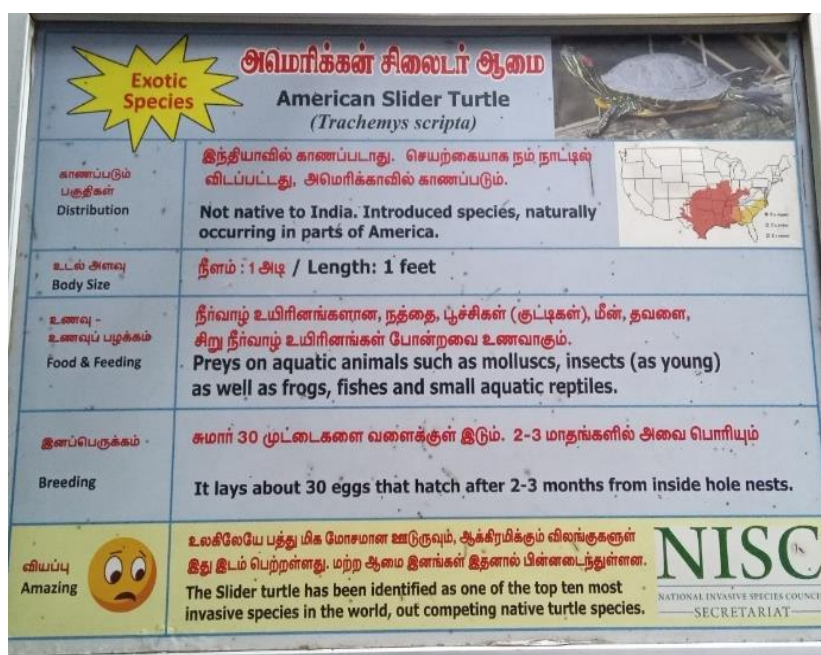 Exotic
Species
அமெரிக்கன் சிலைடர் ஆமை
American Slider Turtle
(Trachemys scripta)
காணப்படும்
பகுதிகள்
Distribution
இந்தியாவில் காணப்படாது. செயற்கையாக நம் நாட்டில்
விடப்பட்டது, அமெரிக்காவில் காணப்படும்.
Not native to India. Introduced species, naturally
occurring in parts of America.
உடல் அளவு
Body Size
நீளம் : 1 அடி / Length: 1 feet
உணவு -
உணவுப் பழக்கம்
Food & Feeding
நீர்வாழ் உயிரினங்களான, நத்தை, பூச்சிகள் (குட்டிகள்), மீன், தவளை,
சிறு நீர்வாழ் உயிரினங்கள் போன்றவை உணவாகும்.
Preys on aquatic animals such as molluscs, insects (as young)
as well as frogs, fishes and small aquatic reptiles.
இனப்பெருக்கம்
Breeding
சுமார் 30 முட்டைகளை வளைக்குள் இடும். 2-3 மாதங்களில் அவை பொரியும்
It lays about 30 eggs that hatch after 2-3 months from inside hole nests.
வியப்பு
Amazing
உலகிலேயே பத்து மிக மோசமான ஊடுருவும், ஆக்கிரமிக்கும் விலங்குகளுள்
இது இடம் பெற்றள்ளது. மற்ற ஆமை இனங்கள் இதனால் பின்னடைந்துள்ளன.
The Slider turtle has been identified as one of the top ten most
invasive species in the world, out competing native turtle species.
NISC
NATIONAL INVASIVE SPECIES COUNCI
SECRETARIAT